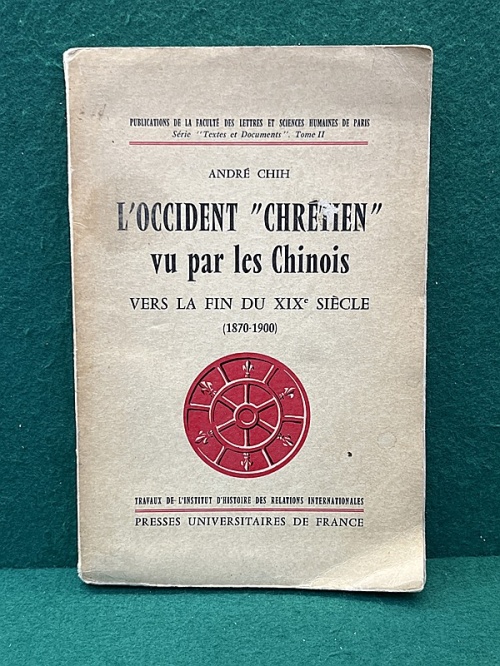 PUBLICATIONS DE LA FACULTÉ DES LETTRES ET SCIENCES HUMAINES DE PARIS
Série "Textes et Documents". Tome II
ANDRÉ CHIH
L'OCCIDENT "CHRÉTIEN"
vu par les Chinois
VERS LA FIN DU XIXe SIÈCLE
(1870-1900)
TRAVAUX DE L'INSTITUT D'HISTOIRE DES RELATIONS INTERNATIONALES
PRESSES UNIVERSITAIRES DE FRANCE